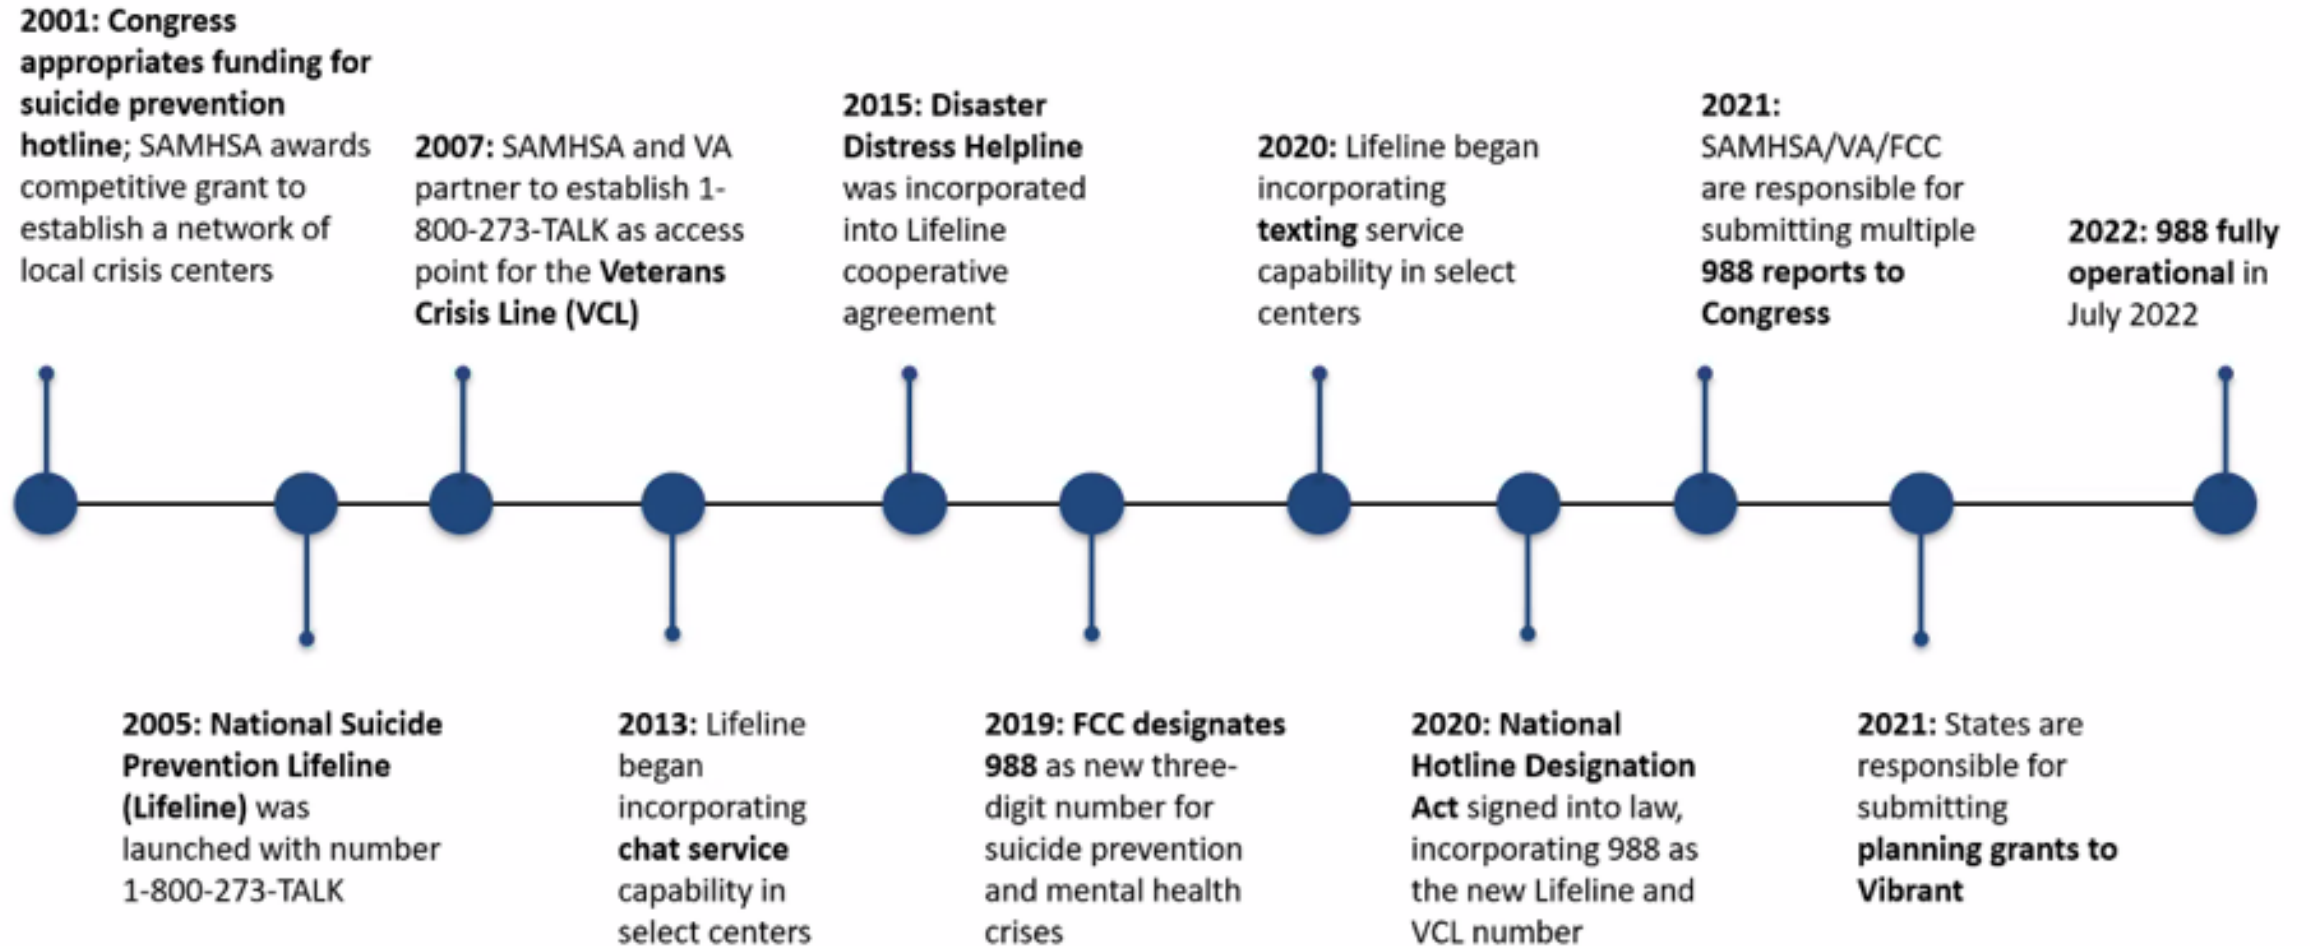 2001: Congress
appropriates funding for
suicide prevention
hotline; SAMHSA awards
competitive grant to
establish a network of
local crisis centers
2007: SAMHSA and VA
partner to establish 1-
800-273-TALK as access
point for the Veterans
Crisis Line (VCL)
2015: Disaster
Distress Helpline
was incorporated
into Lifeline
cooperative
agreement
2020: Lifeline began
incorporating
texting service
capability in select
centers
2021:
SAMHSA/VA/FCC
are responsible for
submitting multiple
988 reports to
Congress
2022: 988 fully
operational in
July 2022
2005: National Suicide
Prevention Lifeline
(Lifeline) was
launched with number
1-800-273-TALK
2013: Lifeline
began
incorporating
chat service
capability in
select centers
2019: FCC designates
988 as new three-
digit number for
suicide prevention
and mental health
crises
2020: National
Hotline Designation
Act signed into law,
incorporating 988 as
the new Lifeline and
VCL number
2021: States are
responsible for
submitting
planning grants to
Vibrant